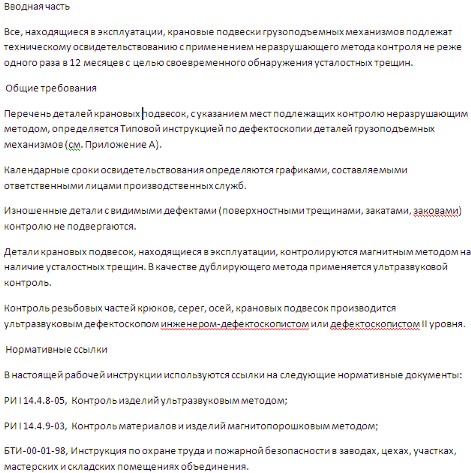 Вводная часть
Все, находящиеся в эксплуатации, крановые подвески грузоподъемных механизмов подлежат
техническому освидетельствованию с применением неразрушающего метода контроля не реже
одного раза в 12 месяцев с целью своевременного обнаружения усталостных трещин.
Общие требования
Перечень деталей крановых подвесок, с указанием мест подлежащих контролю неразрушающим
методом, определяется Типовой инструкцией по дефектоскопии деталей грузоподъемных
механизмов (см. Приложение А).
Календарные сроки освидетельствования определяются графиками, составляемыми
ответственными лицами производственных служб.
Изношенные детали с видимыми дефектами (поверхностными трещинами, закатами, заковами)
контролю не подвергаются.
Детали крановых подвесок, находящиеся в эксплуатации, контролируются магнитным методом на
наличие усталостных трещин. В качестве дублирующего метода применяется ультразвуковой
контроль.
Контроль резьбовых частей крюков, серег, осей, крановых подвесок производится
ультразвуковым дефектоскопом инженером-дефектоскопистом или дефектоскопистом II уровня.
Нормативные ссылки
В настоящей рабочей инструкции используются ссылки на следующие нормативные документы:
РИ I 14.4.8-05, Контроль изделий ультразвуковым методом;
РИ I 14.4.9-03, Контроль материалов и изделий магнитопорошковым методом;
БТИ-00-01-98, Инструкция по охране труда и пожарной безопасности в заводах, цехах, участках,
мастерских и складских помещениях объединения.